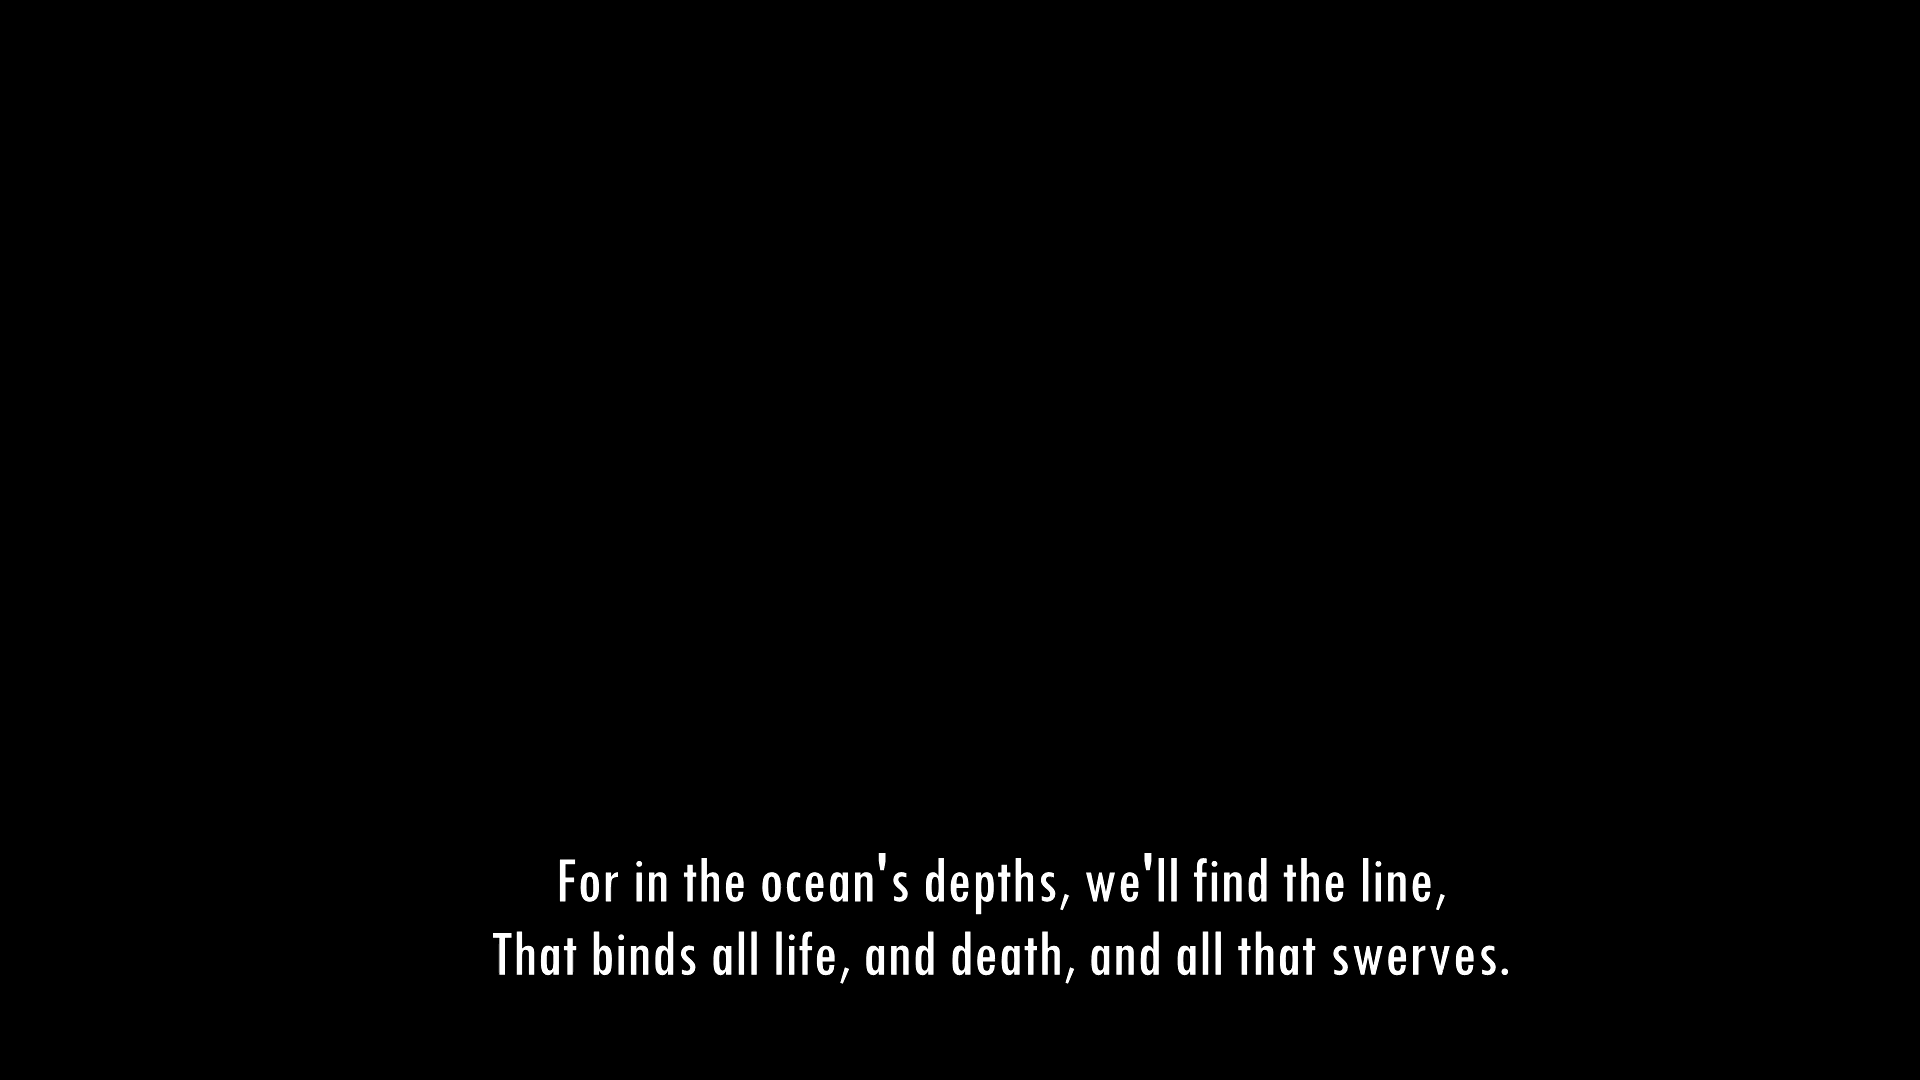 For in the ocean's depths, we'll find the line,
That binds all life, and death, and all that swerves.